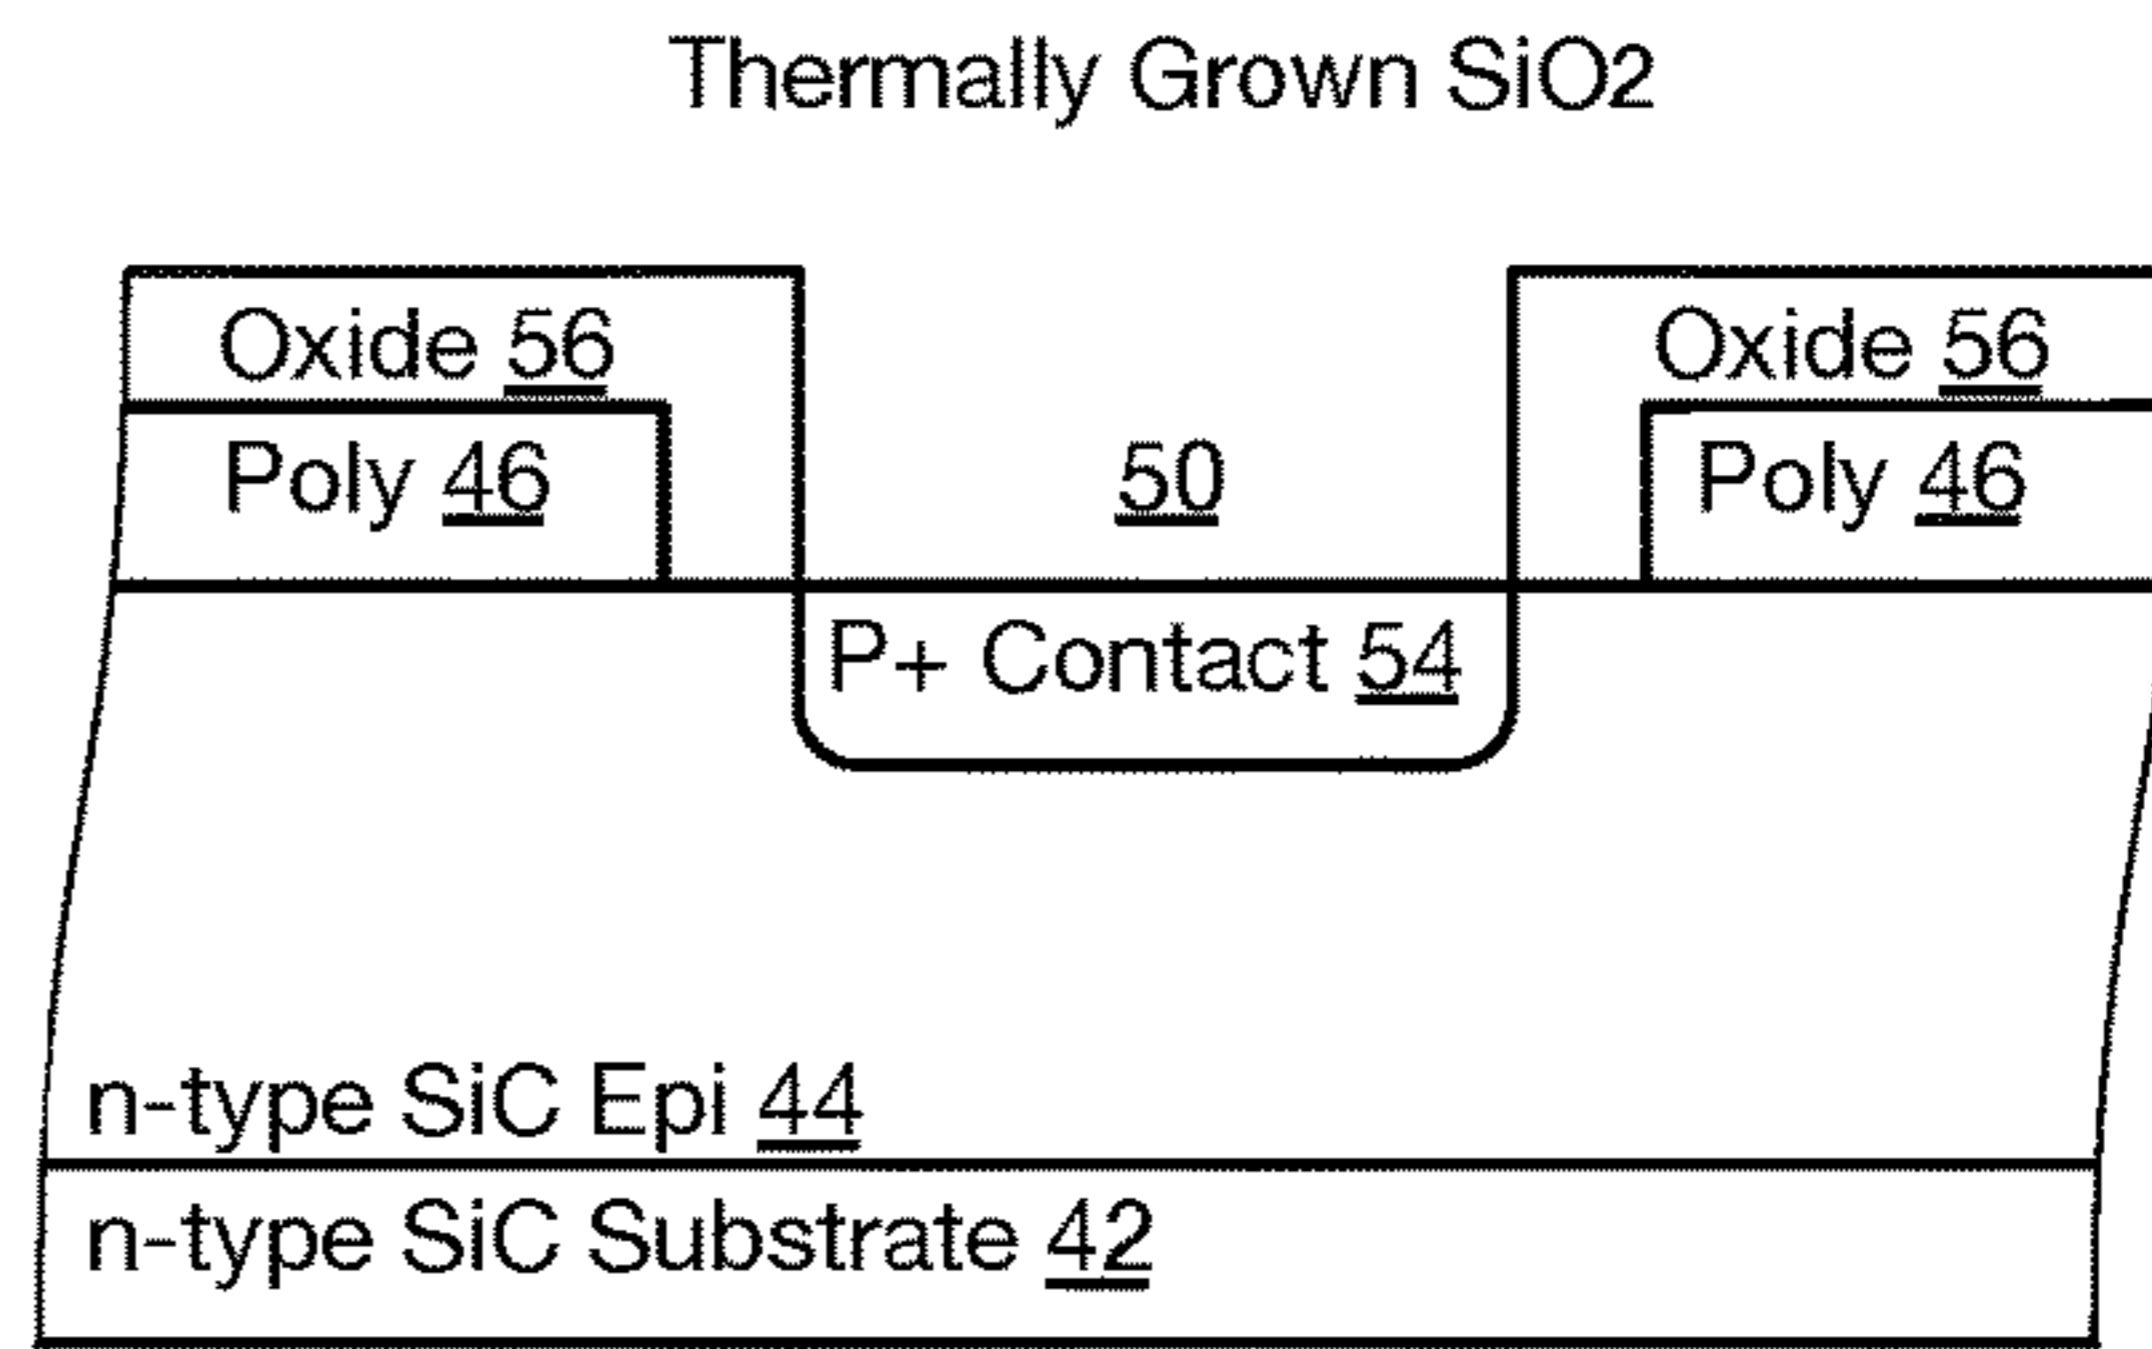 Thermally Grown SiO2
Oxide 56
Oxide 56
Poly 46
50
Poly 46
P+ Contact 54
n-type SiC Epi 44
n-type SiC Substrate 42